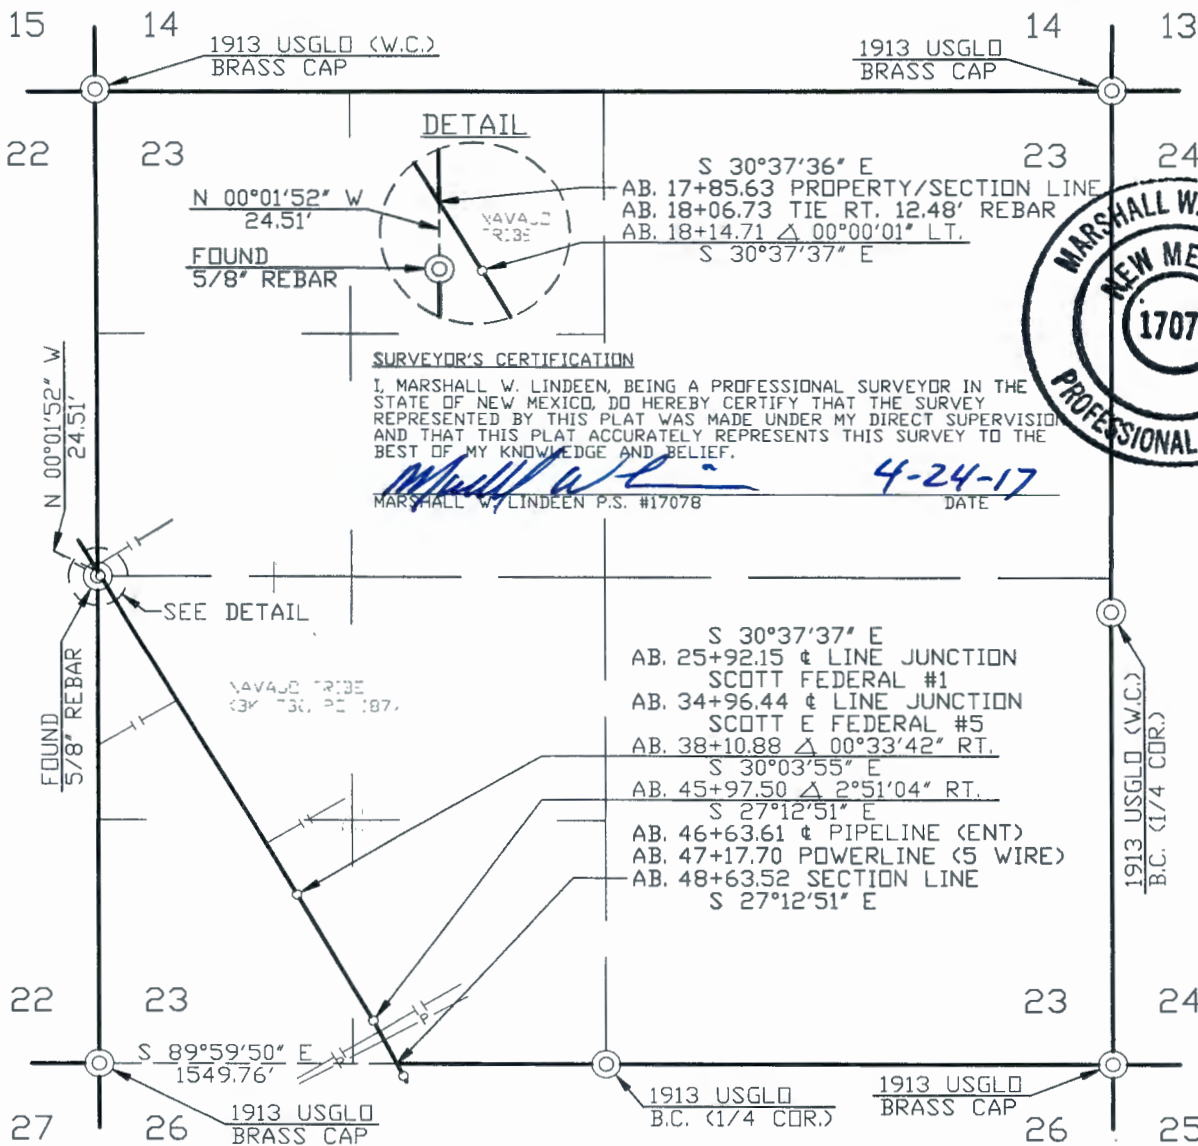 15 14 14 13
1913 USGLO (W.C.)
BRASS CAP
1913 USGLO
BRASS CAP
22 23 23 24
DETAIL
N 00°01'52" W
24.51'
FOUND
5/8" REBAR
NAVAJO
TRIBE
S 30°37'36" E
AB. 17+85.63 PROPERTY/SECTION LINE
AB. 18+06.73 TIE RT. 12.48' REBAR
AB. 18+14.71 △ 00°00'01" LT.
S 30°37'37" E
MARSHALL W.
NEW ME
1707
PROFESSIONAL
SURVEYOR'S CERTIFICATION
I, MARSHALL W. LINDEEN, BEING A PROFESSIONAL SURVEYOR IN THE
STATE OF NEW MEXICO, DO HEREBY CERTIFY THAT THE SURVEY
REPRESENTED BY THIS PLAT WAS MADE UNDER MY DIRECT SUPERVISION
AND THAT THIS PLAT ACCURATELY REPRESENTS THIS SURVEY TO THE
BEST OF MY KNOWLEDGE AND BELIEF.
4-24-17
MARSHALL W. LINDEEN P.S. #17078 DATE
N 00°01'52" W
24.51'
SEE DETAIL
FOUND
5/8" REBAR
NAVAJO TRIBE
S 30°37'37" E
AB. 25+92.15 ℄ LINE JUNCTION
SCOTT FEDERAL #1
AB. 34+96.44 ℄ LINE JUNCTION
SCOTT E FEDERAL #5
AB. 38+10.88 △ 00°33'42" RT.
S 30°03'55" E
AB. 45+97.50 △ 2°51'04" RT.
S 27°12'51" E
AB. 46+63.61 ℄ PIPELINE (ENT)
AB. 47+17.70 POWERLINE (5 WIRE)
AB. 48+63.52 SECTION LINE
S 27°12'51" E
1913 USGLO (W.C.)
B.C. (1/4 COR.)
22 23 23 24
S 89°59'50" E
1549.76'
P
P
1913 USGLO
BRASS CAP
1913 USGLO
B.C. (1/4 COR.)
1913 USGLO
BRASS CAP
27 26 26 25